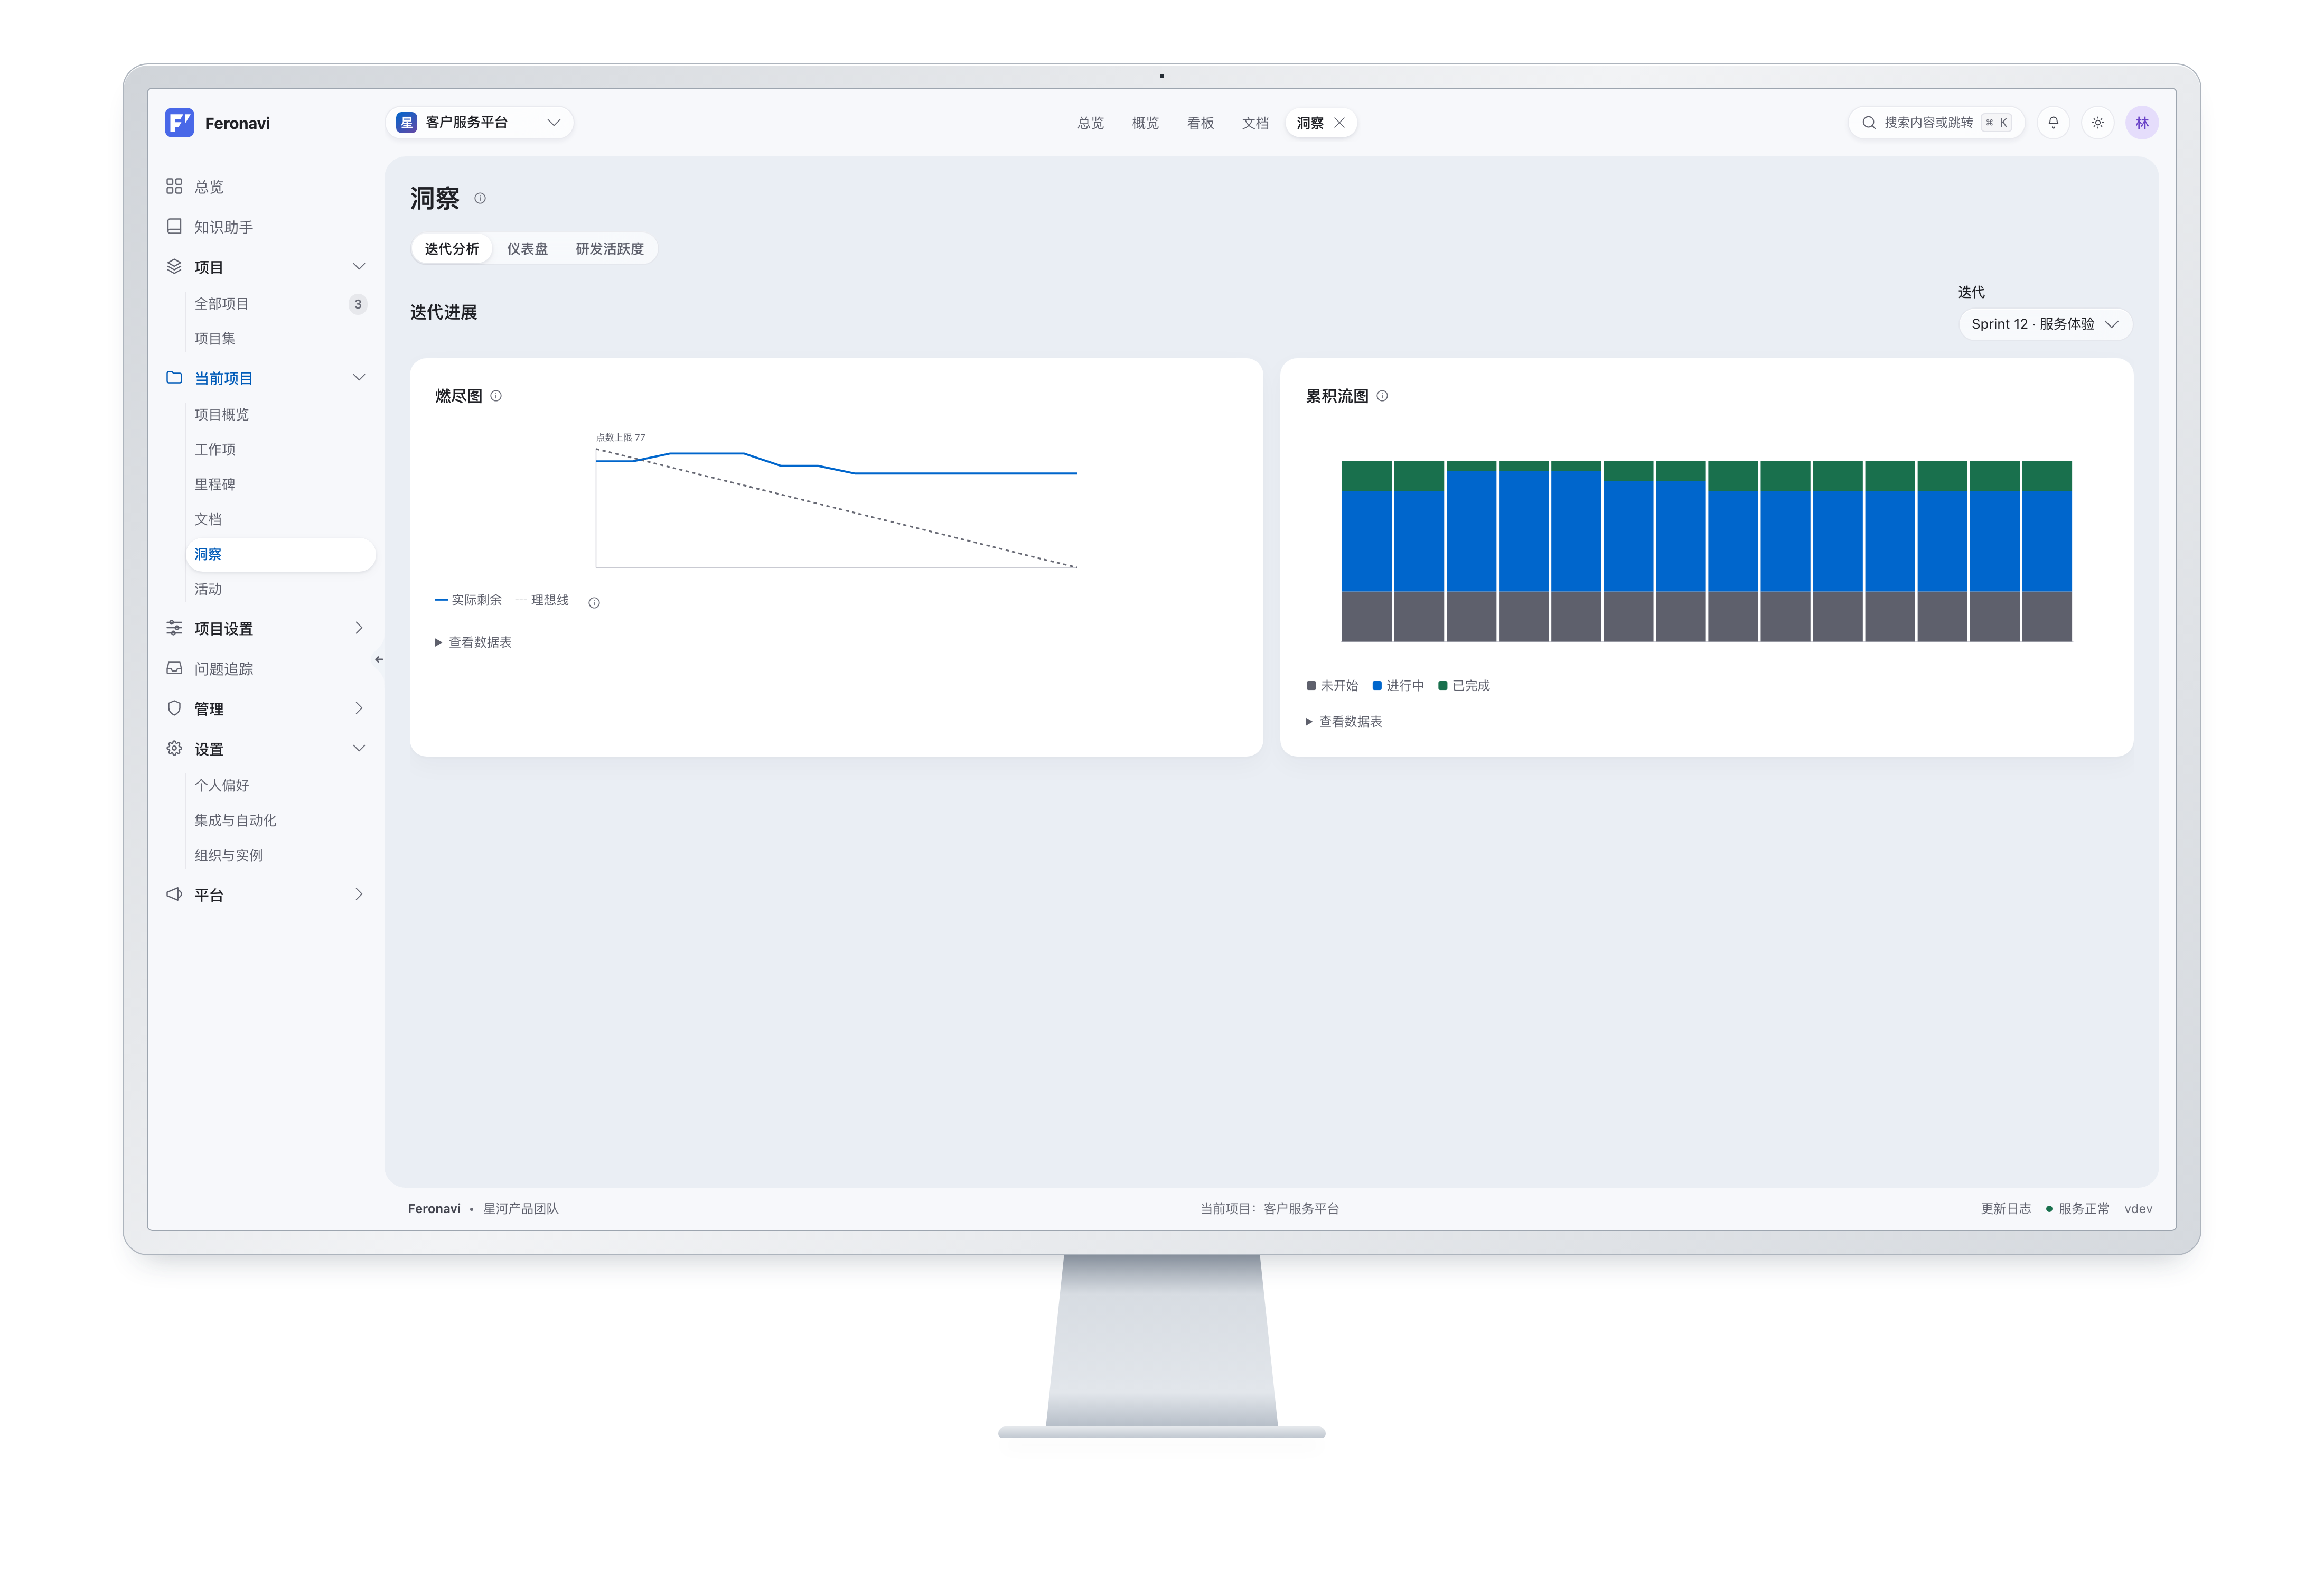 Feronavi
星 客户服务平台
总览 概览 看板 文档 洞察
搜索内容或跳转 ⌘ K
林
总览
知识助手
项目
全部项目 3
项目集
当前项目
项目概览
工作项
里程碑
文档
洞察
活动
项目设置
问题追踪
管理
设置
个人偏好
集成与自动化
组织与实例
平台
洞察
迭代分析 仪表盘 研发活跃度
迭代进展
迭代
Sprint 12 · 服务体验
燃尽图
点数上限 77
实际剩余 理想线
查看数据表
累积流图
未开始 进行中 已完成
查看数据表
Feronavi • 星河产品团队
当前项目：客户服务平台
更新日志 服务正常 vdev